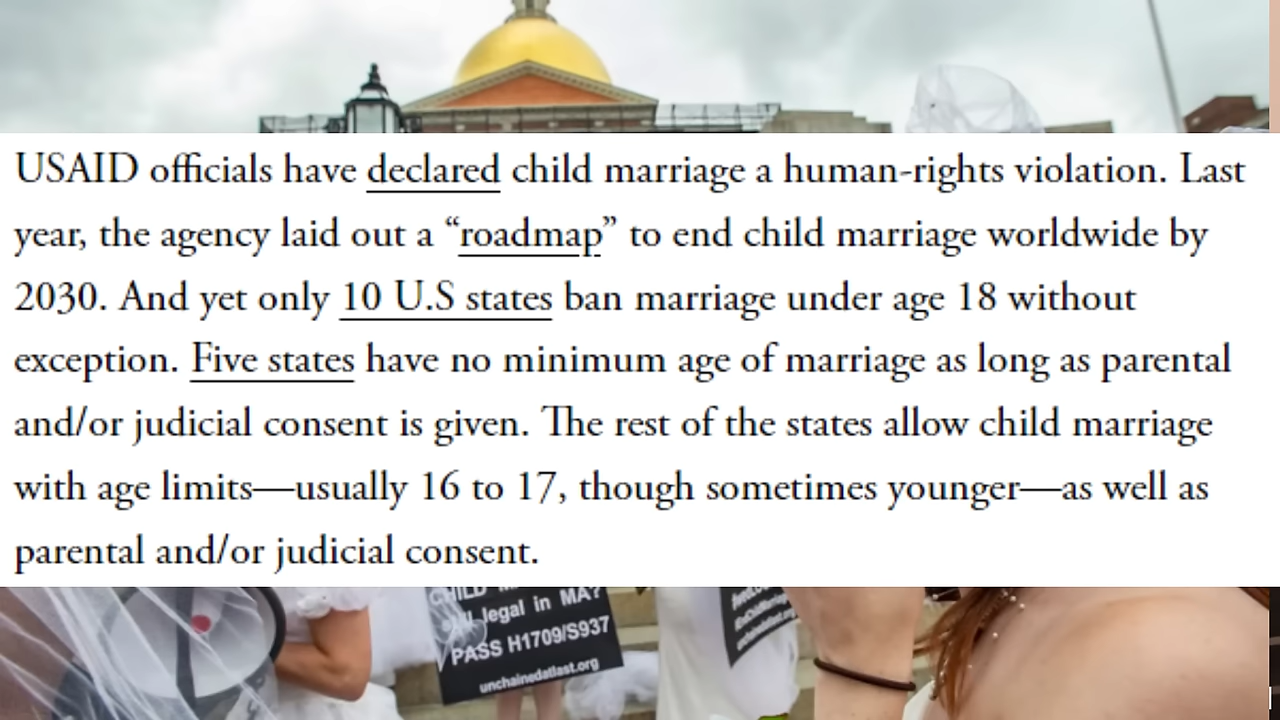 USAID officials have declared child marriage a human-rights violation. Last
year, the agency laid out a “roadmap” to end child marriage worldwide by
2030. And yet only 10 U.S states ban marriage under age 18 without
exception. Five states have no minimum age of marriage as long as parental
and/or judicial consent is given. The rest of the states allow child marriage
with age limits—usually 16 to 17, though sometimes younger—as well as
parental and/or judicial consent.
CHILD
legal in MA?
PASS H1709/S937
unchainedatlast.org